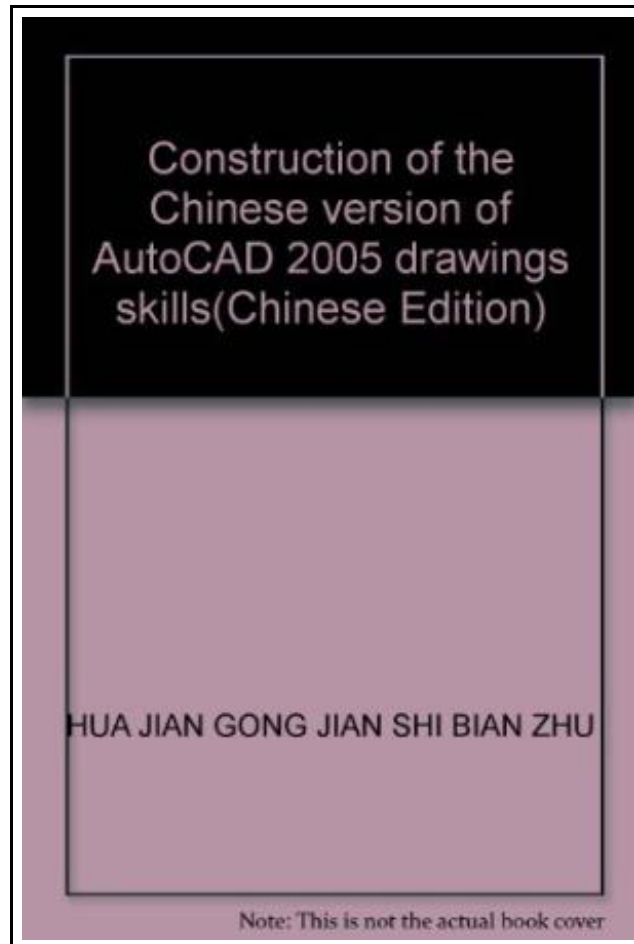 Construction of the
Chinese version of
AutoCAD 2005 drawings
skills(Chinese Edition)
HUA JIAN GONG JIAN SHI BIAN ZHU
Note: This is not the actual book cover